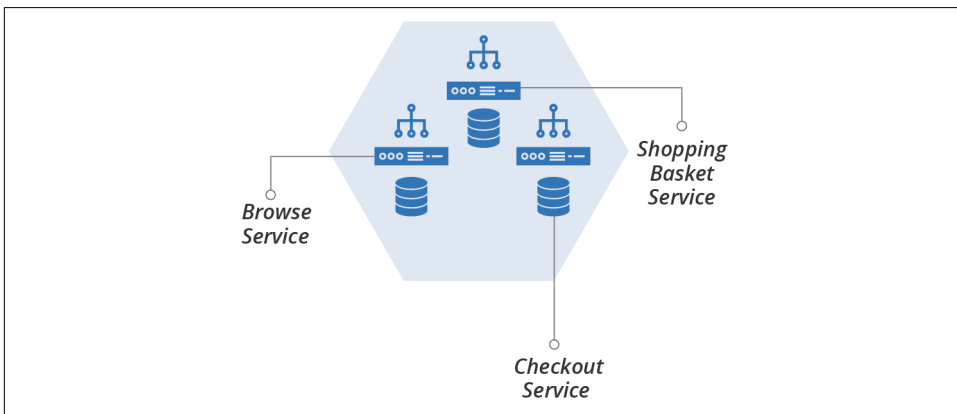 Shopping
Basket
Service
Browse
Service
Checkout
Service